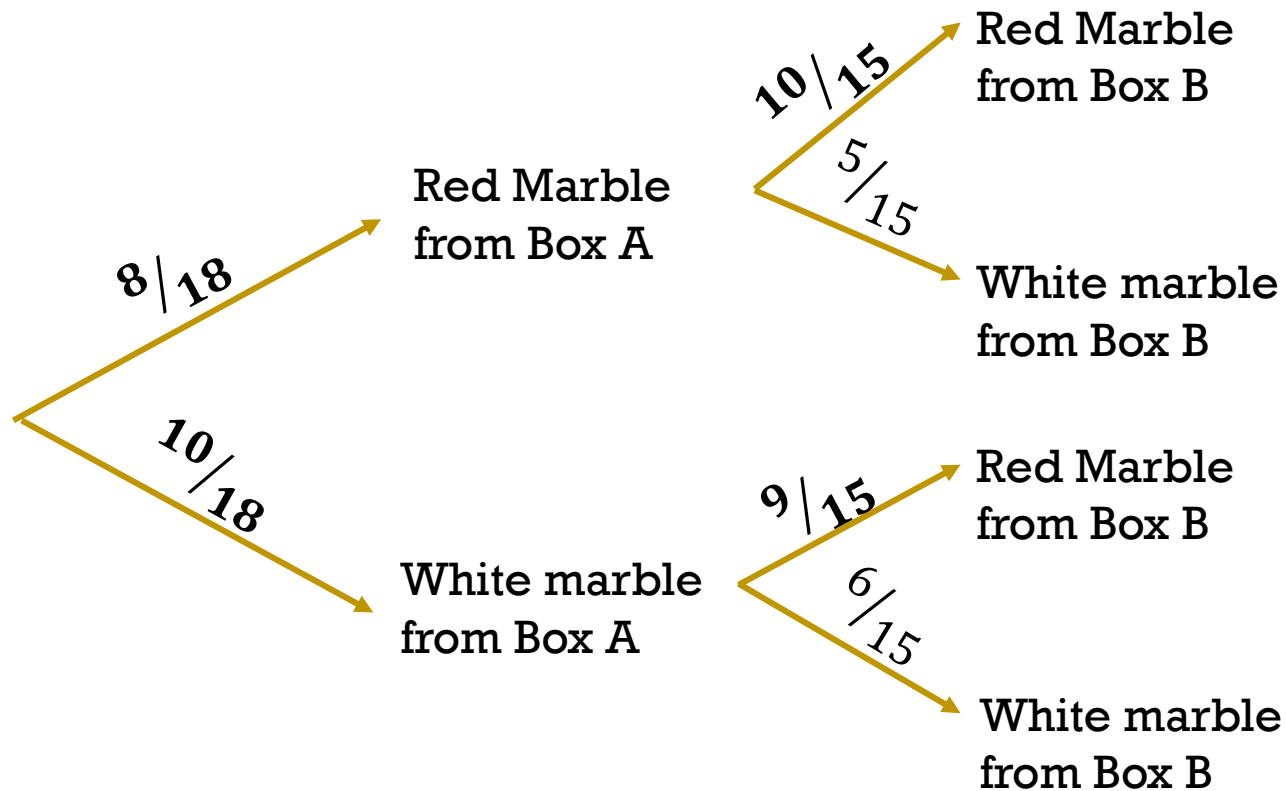 Red Marble
from Box B
10/15
5/15
Red Marble
from Box A
White marble
from Box B
8/18
10/18
Red Marble
from Box B
9/15
6/15
White marble
from Box A
White marble
from Box B